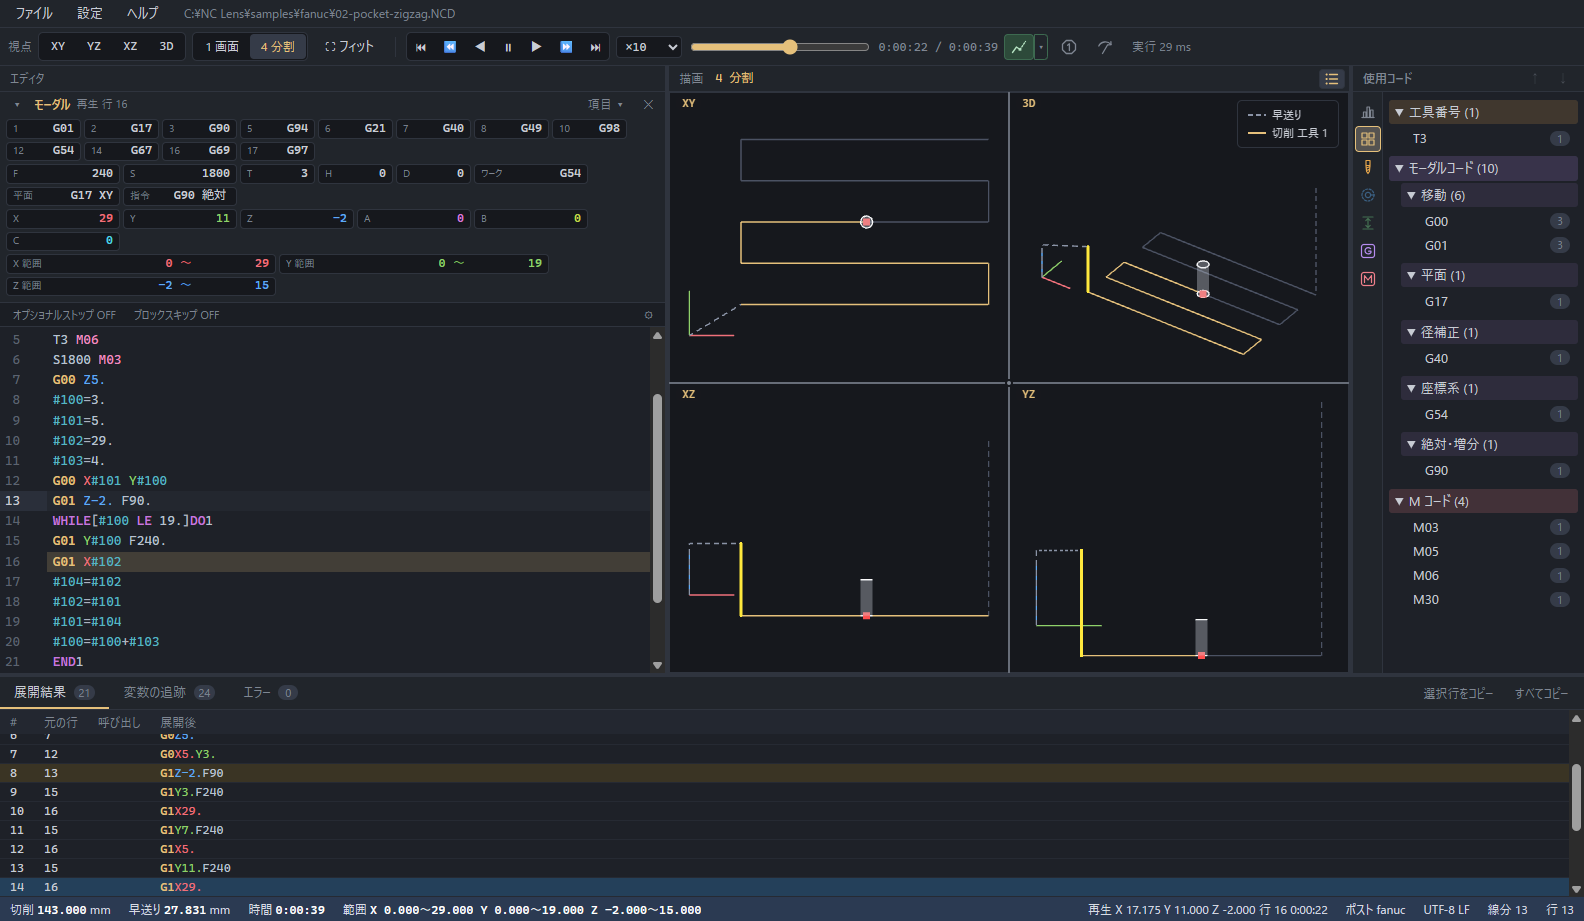 ファイル 設定 ヘルプ C:¥NC Lens¥samples¥fanuc¥02-pocket-zigzag.NCD
視点 XY YZ XZ 3D 1 画面 4 分割 フィット ×10 0:00:22 / 0:00:39 実行 29 ms
エディタ
モーダル 再生 行 16 項目
1 G01 2 G17 3 G90 5 G94 6 G21 7 G40 8 G49 10 G98
12 G54 14 G67 16 G69 17 G97
F 240 S 1800 T 3 H 0 D 0 ワーク G54
平面 G17 XY 指令 G90 絶対
X 29 Y 11 Z −2 A 0 B 0
C 0
X 範囲 0 〜 29 Y 範囲 0 〜 19
Z 範囲 −2 〜 15
オプショナルストップ OFF ブロックスキップ OFF
5 T3 M06
6 S1800 M03
7 G00 Z5.
8 #100=3.
9 #101=5.
10 #102=29.
11 #103=4.
12 G00 X#101 Y#100
13 G01 Z-2. F90.
14 WHILE[#100 LE 19.]DO1
15 G01 Y#100 F240.
16 G01 X#102
17 #104=#102
18 #102=#101
19 #101=#104
20 #100=#100+#103
21 END1
描画 4 分割
XY
3D
早送り
切削 工具 1
XZ
YZ
使用コード ↑ ↓
▼ 工具番号 (1)
T3 1
▼ モーダルコード (10)
▼ 移動 (6)
G00 3
G01 3
▼ 平面 (1)
G17 1
▼ 径補正 (1)
G40 1
▼ 座標系 (1)
G54 1
▼ 絶対・増分 (1)
G90 1
▼ M コード (4)
M03 1
M05 1
M06 1
M30 1
G
M
展開結果 21 変数の追跡 24 エラー 0 選択行をコピー すべてコピー
# 元の行 呼び出し 展開後
6 7 G0Z5.
7 12 G0X5.Y3.
8 13 G1Z-2.F90
9 15 G1Y3.F240
10 16 G1X29.
11 15 G1Y7.F240
12 16 G1X5.
13 15 G1Y11.F240
14 16 G1X29.
切削 143.000 mm 早送り 27.831 mm 時間 0:00:39 範囲 X 0.000〜29.000 Y 0.000〜19.000 Z −2.000〜15.000 再生 X 17.175 Y 11.000 Z -2.000 行 16 0:00:22 ポスト fanuc UTF-8 LF 線分 13 行 13